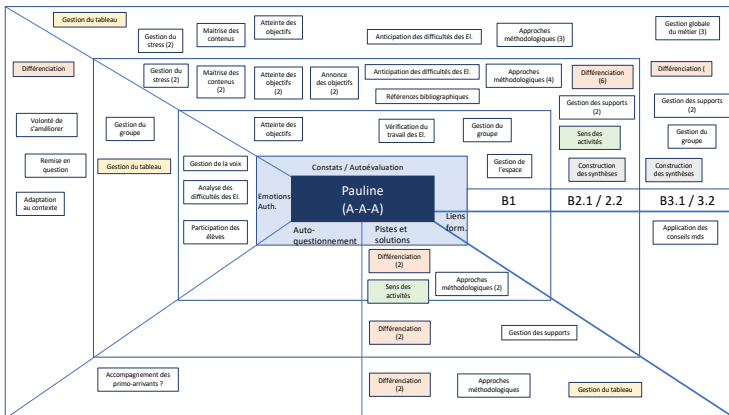 Gestion du tableau
Gestion du
stress (2)
Maitrise des
contenus
Atteinte des
objectifs
Anticipation des difficultés des El.
Approches
méthodologiques (3)
Gestion globale
du métier (3)
Différenciation
Gestion du
stress (2)
Maitrise des
contenus (2)
Atteinte des
objectifs (2)
Annonce des
objectifs (2)
Anticipation des difficultés des El.
Références bibliographiques
Approches
méthodologiques (4)
Différenciation
(6)
Différenciation (
Gestion des supports
(2)
Gestion des supports
(2)
Volonté de
s'améliorer
Gestion du
groupe
Atteinte des
objectifs
Vérification du
travail des El.
Gestion du
groupe
Sens des
activités
Gestion du
groupe
Remise en
question
Gestion du tableau
Gestion de la voix
Constats / Autoévaluation
Gestion de
l'espace
Construction
des synthèses
Construction
des synthèses
Adaptation
au contexte
Analyse des
difficultés des El.
Emotions
Auth.
Pauline
(A-A-A)
Liens
form.
B1
B2.1 / 2.2
B3.1 / 3.2
Participation des
élèves
Auto-
questionnement
Pistes et
solutions
Application des
conseils mds
Différenciation
(2)
Sens des
activités
Approches
méthodologiques (2)
Différenciation
(2)
Gestion des supports
Accompagnement des
primo-arrivants ?
Différenciation
(2)
Approches
méthodologiques
Gestion du tableau